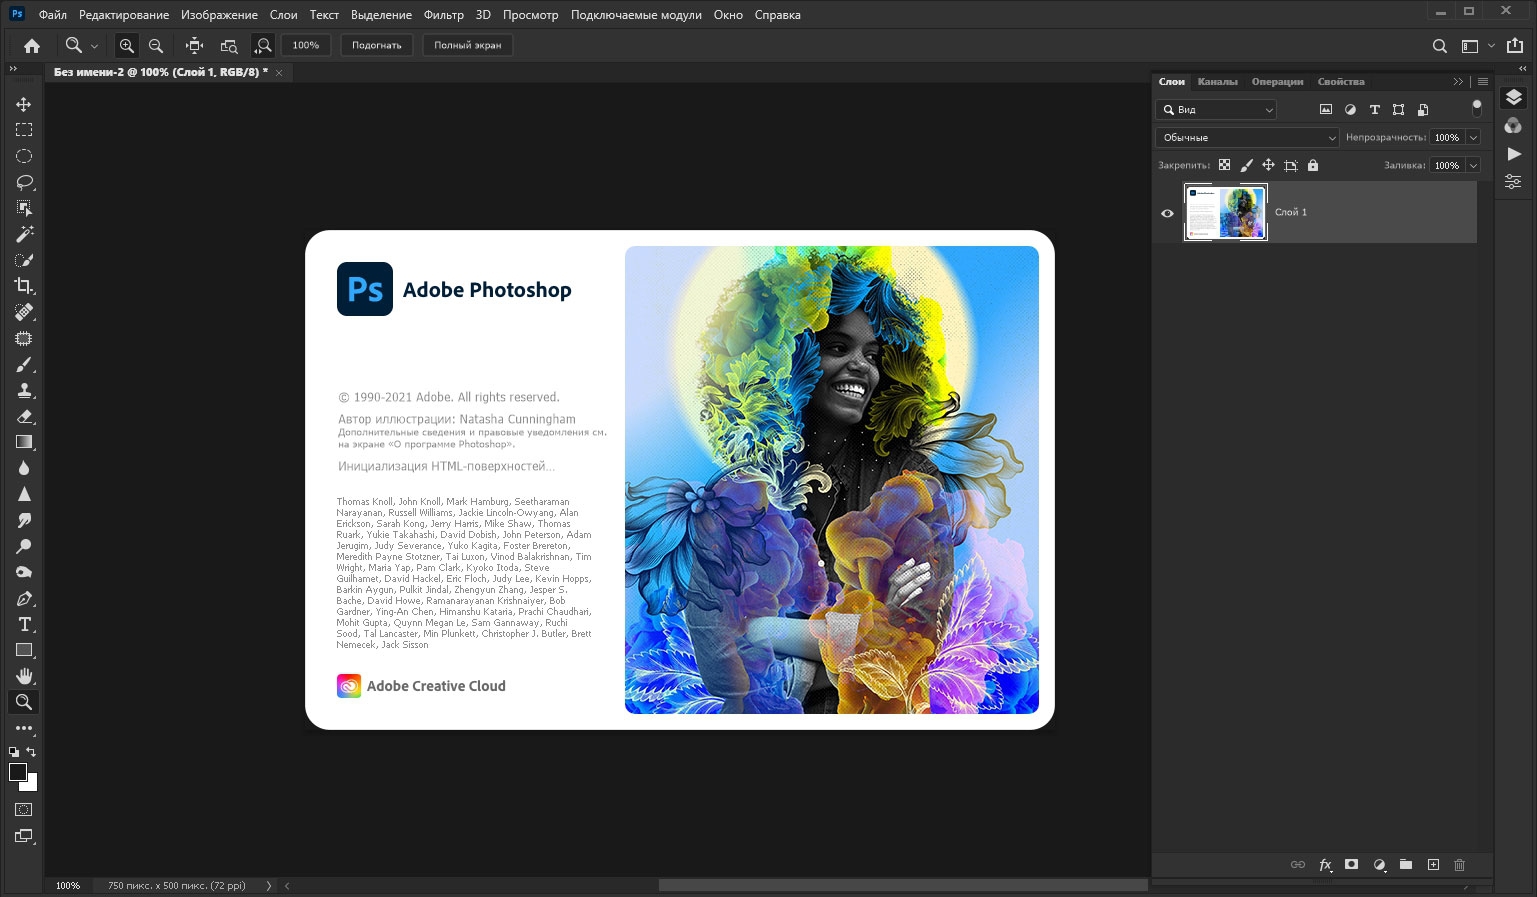 Ps Файл Редактирование Изображение Слои Текст Выделение Фильтр 3D Просмотр Подключаемые модули Окно Справка
100% Подогнать Полный экран
Без имени-2 @ 100% (Слой 1, RGB/8) *
Слои Каналы Операции Свойства
Вид
Обычные Непрозрачность: 100%
Закрепить: Заливка: 100%
Слой 1
Ps Adobe Photoshop
© 1990-2021 Adobe. All rights reserved.
Автор иллюстрации: Natasha Cunningham
Дополнительные сведения и правовые уведомления см.
на экране «О программе Photoshop».
Инициализация HTML-поверхностей...
Thomas Knoll, John Knoll, Mark Hamburg, Seetharaman
Narayanan, Russell Williams, Jackie Lincoln-Owyang, Alan
Erickson, Sarah Kong, Jerry Harris, Mike Shaw, Thomas
Ruark, Yukie Takahashi, David Dobish, John Peterson, Adam
Jerugim, Judy Severance, Yuko Kagita, Foster Brereton,
Meredith Payne Stotzner, Tai Luxon, Vinod Balakrishnan, Tim
Wright, Maria Yap, Pam Clark, Kyoko Itoda, Steve
Guilhamet, David Hackel, Eric Floch, Judy Lee, Kevin Hopps,
Barkin Aygun, Pulkit Jindal, Zhengyun Zhang, Jesper S.
Bache, David Howe, Ramanarayanan Krishnaiyer, Bob
Gardner, Ying-An Chen, Himanshu Kataria, Prachi Chaudhari,
Mohit Gupta, Quynn Megan Le, Sam Gannaway, Ruchi
Sood, Tal Lancaster, Min Plunkett, Christopher J. Butler, Brett
Nemecek, Jack Sisson
Adobe Creative Cloud
fx
100% 750 пикс. x 500 пикс. (72 ppi)